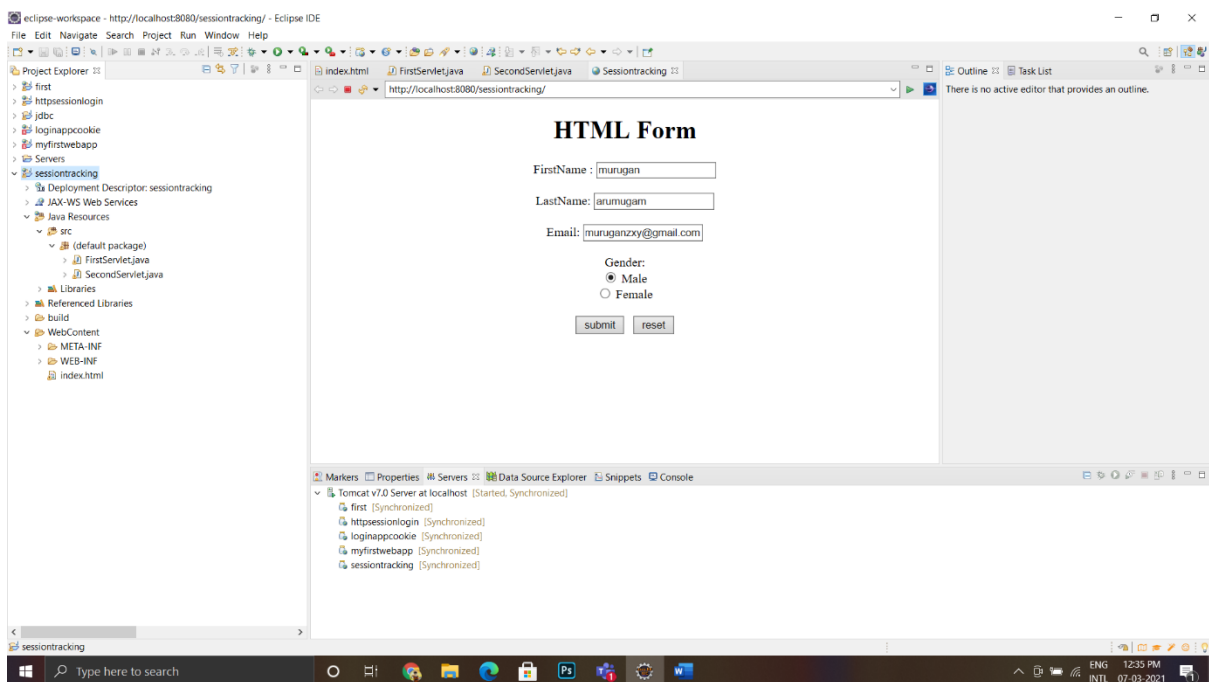 eclipse-workspace - http://localhost:8080/sessiontracking/ - Eclipse IDE
File Edit Navigate Search Project Run Window Help
Project Explorer
first
httpsessionlogin
jdbc
loginappcookie
myfirstwebapp
Servers
sessiontracking
Deployment Descriptor: sessiontracking
JAX-WS Web Services
Java Resources
src
(default package)
FirstServlet.java
SecondServlet.java
Libraries
Referenced Libraries
build
WebContent
META-INF
WEB-INF
index.html
index.html FirstServlet.java SecondServlet.java Sessiontracking
http://localhost:8080/sessiontracking/
HTML Form
FirstName : murugan
LastName: arumugam
Email: muruganzxy@gmail.com
Gender:
Male
Female
submit reset
Outline Task List
There is no active editor that provides an outline.
Markers Properties Servers Data Source Explorer Snippets Console
Tomcat v7.0 Server at localhost [Started, Synchronized]
first [Synchronized]
httpsessionlogin [Synchronized]
loginappcookie [Synchronized]
myfirstwebapp [Synchronized]
sessiontracking [Synchronized]
sessiontracking
Type here to search
Ps
W
ENG
INTL
12:35 PM
07-03-2021